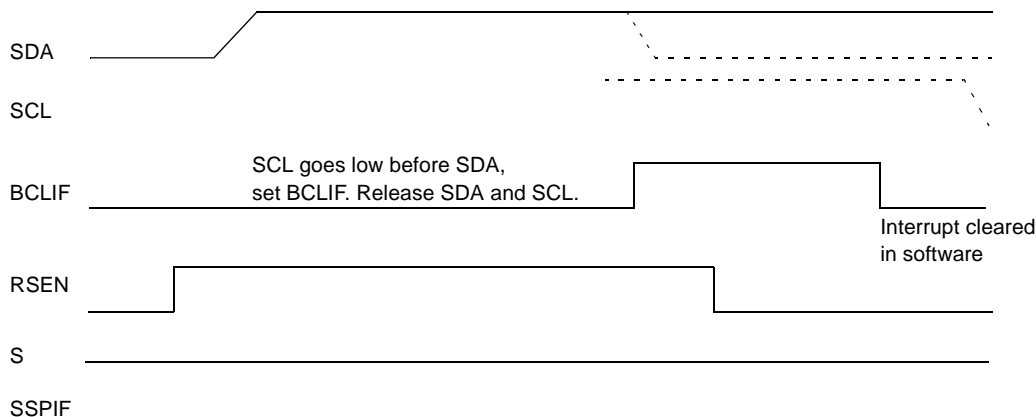 SDA
SCL
SCL goes low before SDA,
set BCLIF. Release SDA and SCL.
BCLIF
Interrupt cleared
in software
RSEN
S
SSPIF